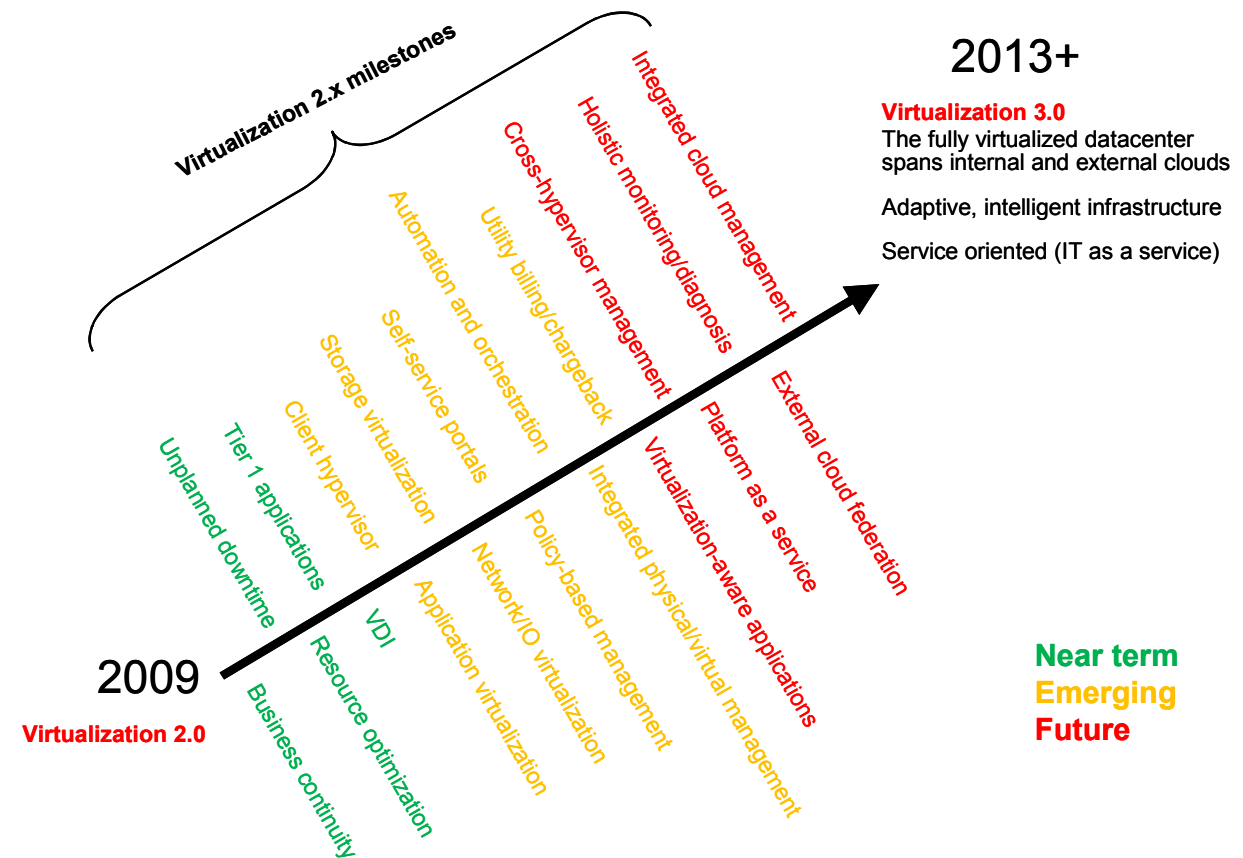 Virtualization 2.x milestones
2013+
Virtualization 3.0
The fully virtualized datacenter
spans internal and external clouds
Adaptive, intelligent infrastructure
Service oriented (IT as a service)
Unplanned downtime
Tier 1 applications
Client hypervisor
Storage virtualization
Self-service portals
Automation and orchestration
Utility billing/chargeback
Cross-hypervisor management
Holistic monitoring/diagnosis
Integrated cloud management
2009
Virtualization 2.0
Business continuity
Resource optimization
VDI
Application virtualization
Network/IO virtualization
Policy-based management
Integrated physical/virtual management
Virtualization-aware applications
Platform as a service
External cloud federation
Near term
Emerging
Future